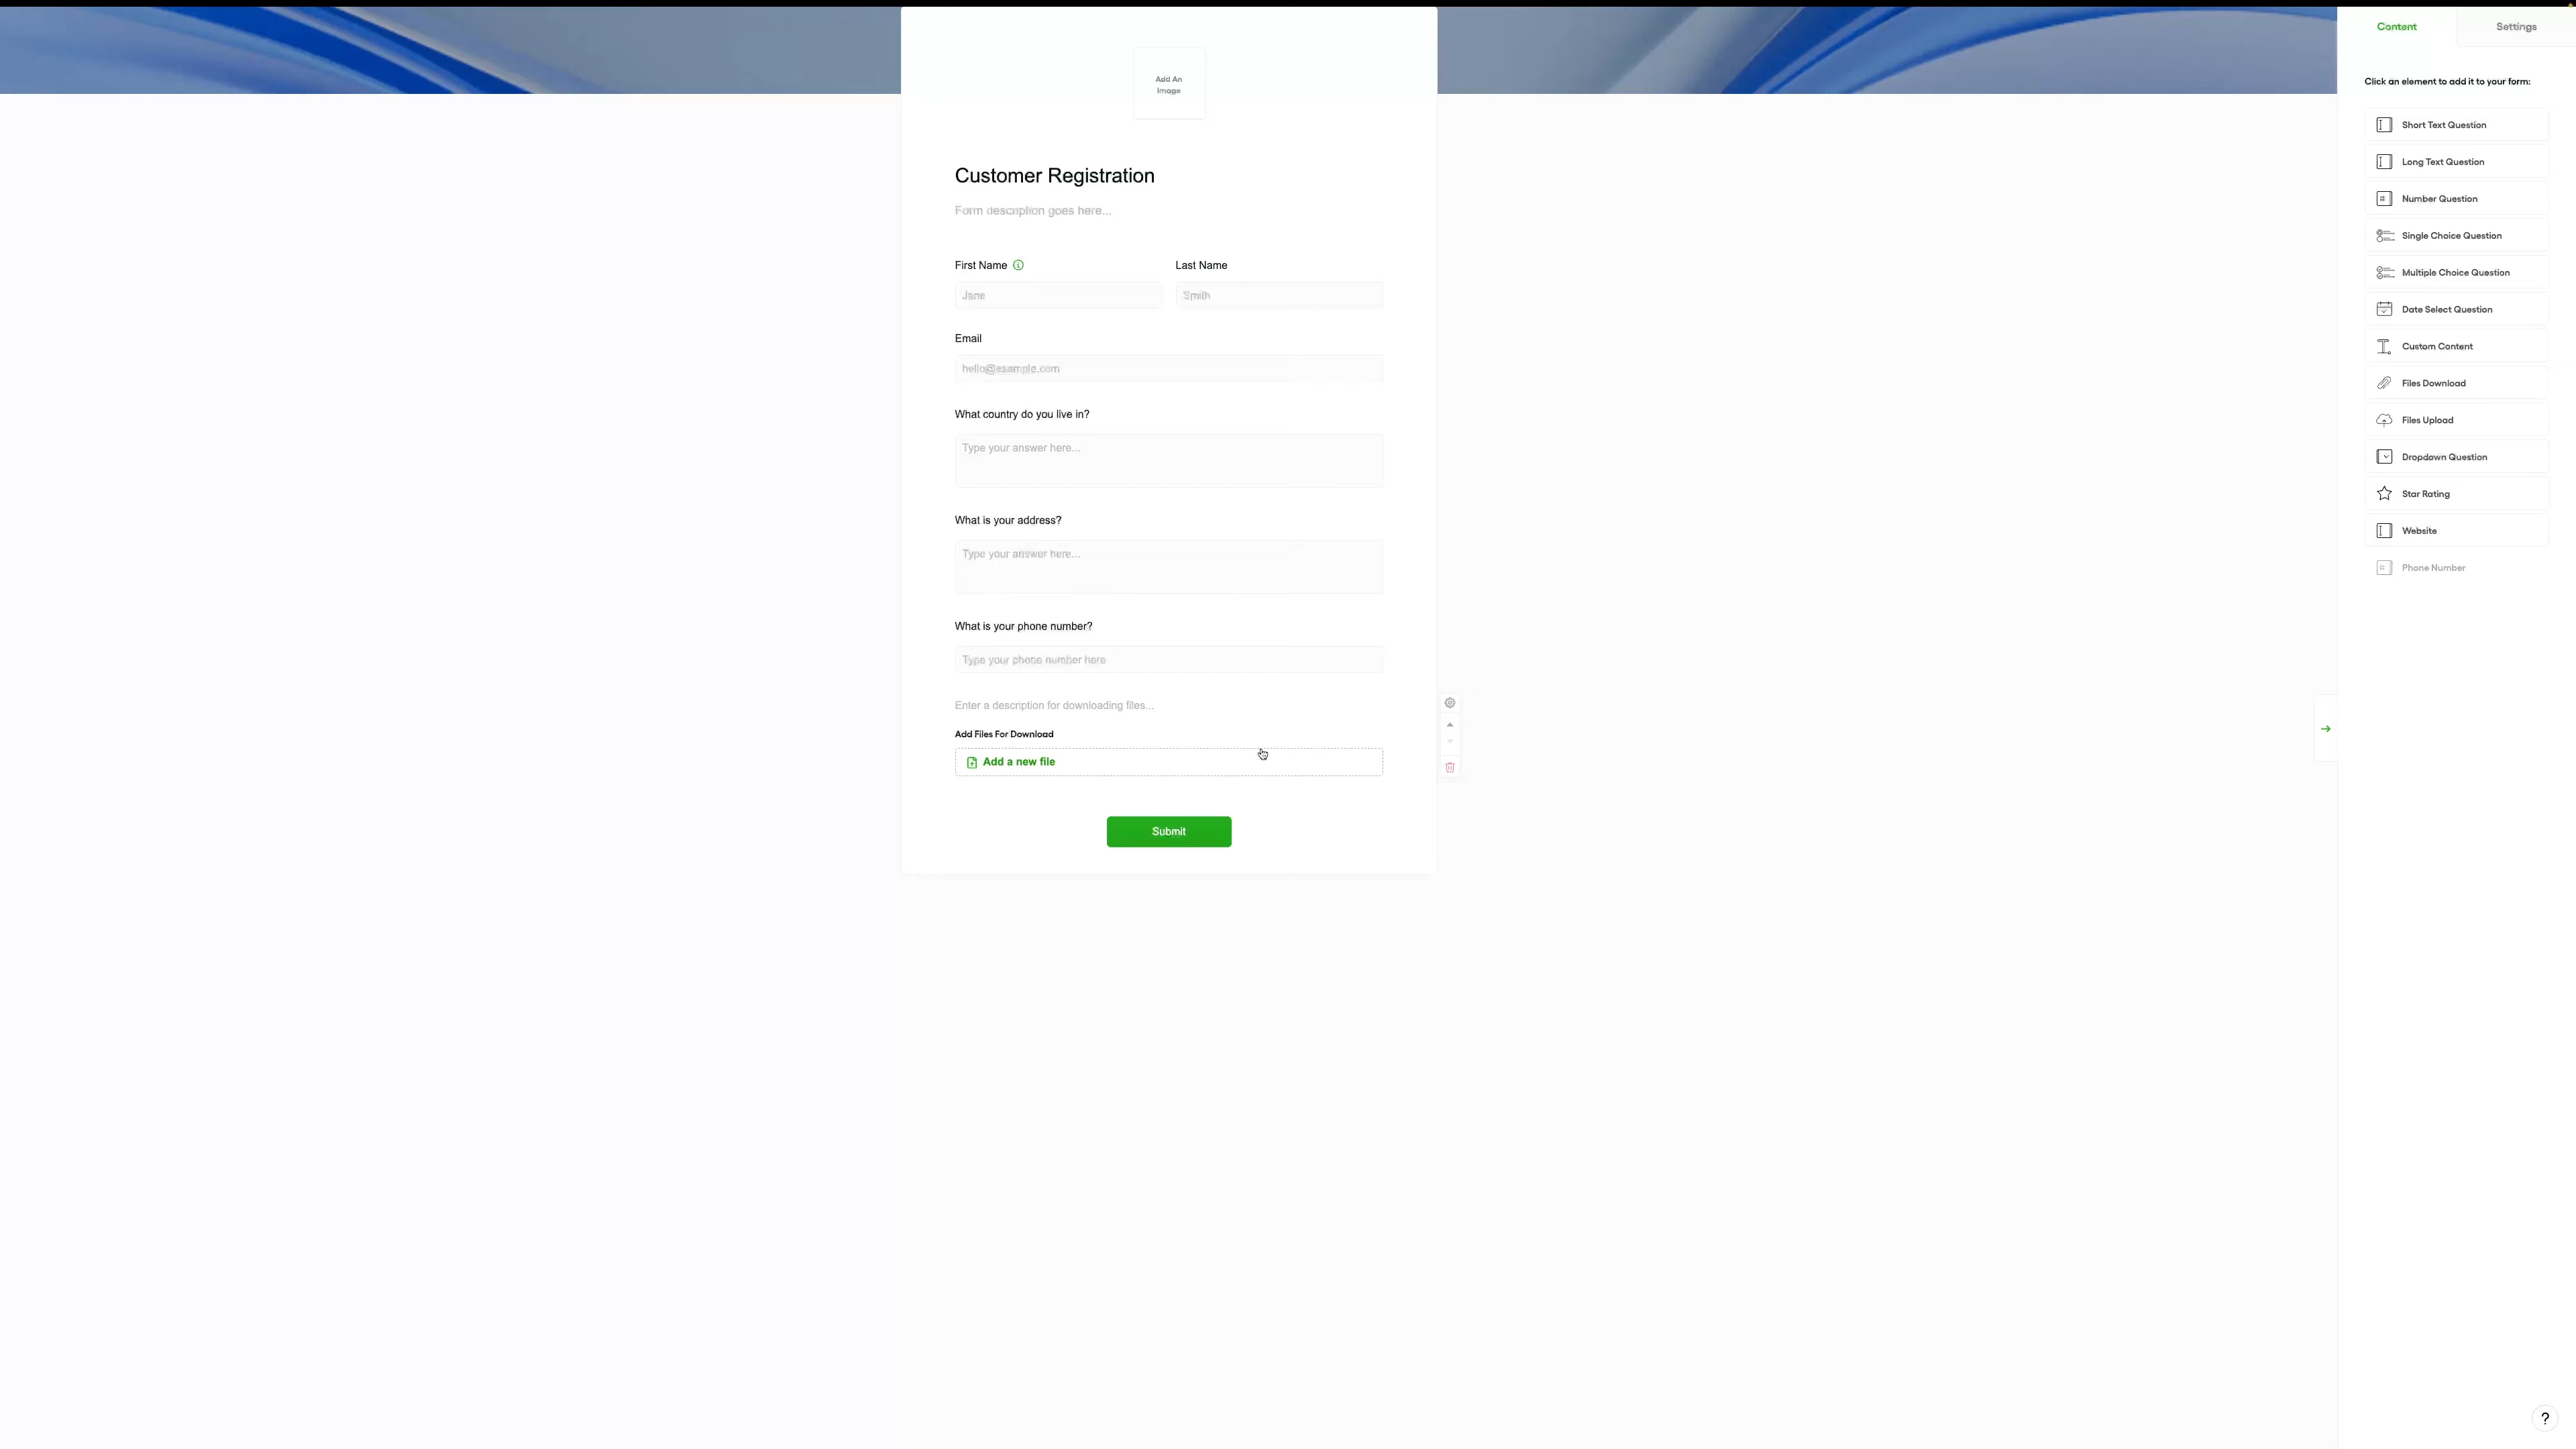 Content
Settings
Add An
Image
Click an element to add it to your form:
Short Text Question
Long Text Question
Number Question
Single Choice Question
Multiple Choice Question
Date Select Question
Custom Content
Files Download
Files Upload
Dropdown Question
Star Rating
Website
Phone Number
Customer Registration
Form description goes here...
First Name
Last Name
Jane
Smith
Email
hello@example.com
What country do you live in?
Type your answer here...
What is your address?
Type your answer here...
What is your phone number?
Type your phone number here
Enter a description for downloading files...
Add Files For Download
Add a new file
Submit
?